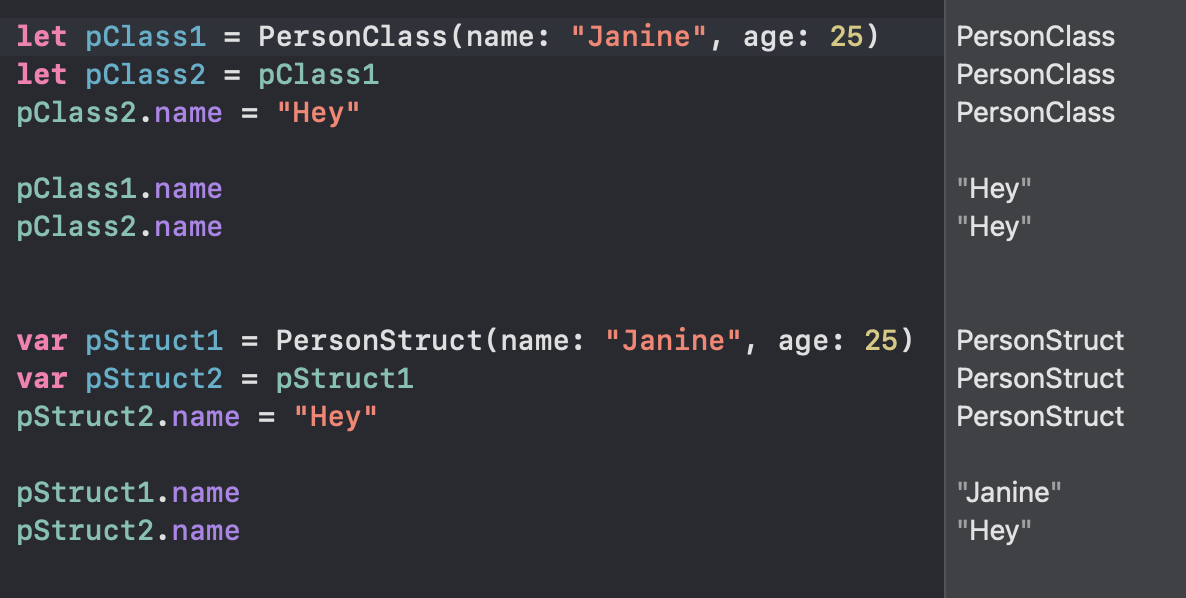 let pClass1 = PersonClass(name: "Janine", age: 25) PersonClass
let pClass2 = pClass1 PersonClass
pClass2.name = "Hey" PersonClass
pClass1.name "Hey"
pClass2.name "Hey"
var pStruct1 = PersonStruct(name: "Janine", age: 25) PersonStruct
var pStruct2 = pStruct1 PersonStruct
pStruct2.name = "Hey" PersonStruct
pStruct1.name "Janine"
pStruct2.name "Hey"